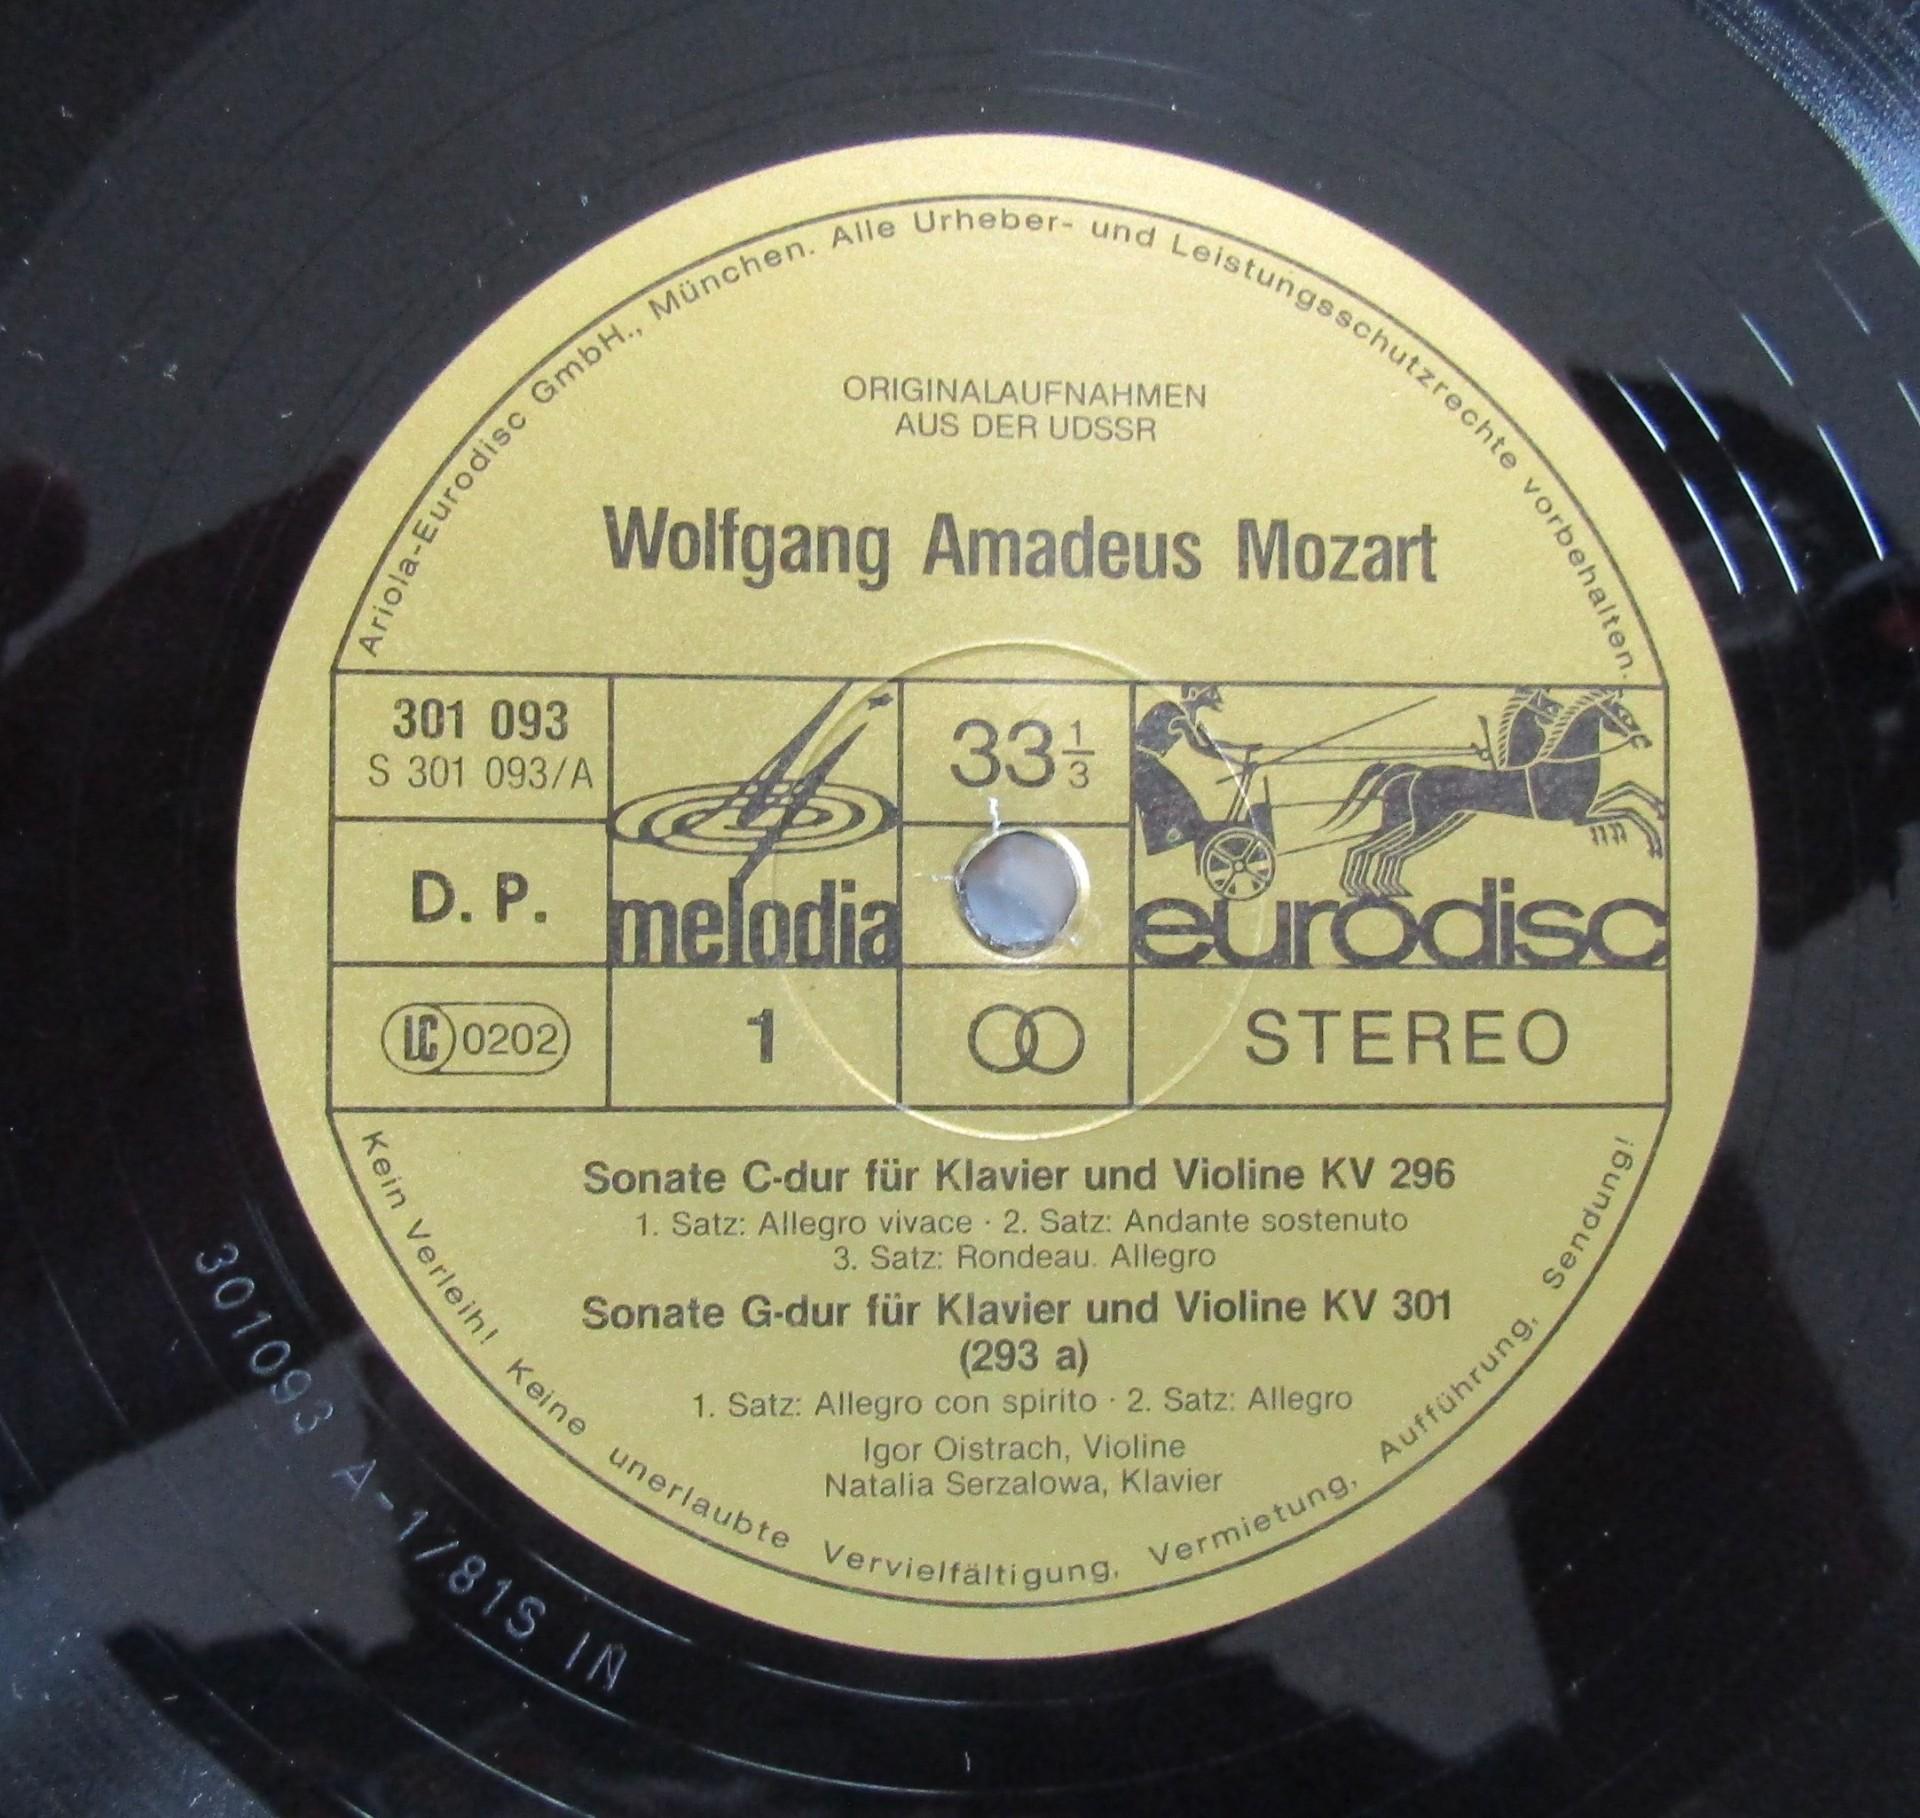 Ariola-Eurodisc GmbH., München. Alle Urheber- und Leistungsschutzrechte vorbehalten.
ORIGINALAUFNAHMEN
AUS DER UDSSR
Wolfgang Amadeus Mozart
301 093
S 301 093/A
33 1/3
D. P.
melodia
eurodisc
LC 0202
1
STEREO
Sonate C-dur für Klavier und Violine KV 296
1. Satz: Allegro vivace · 2. Satz: Andante sostenuto
3. Satz: Rondeau. Allegro
Sonate G-dur für Klavier und Violine KV 301
(293 a)
1. Satz: Allegro con spirito · 2. Satz: Allegro
Igor Oistrach, Violine
Natalia Serzalowa, Klavier
Kein Verleih! Keine unerlaubte Vervielfältigung, Vermietung, Aufführung, Sendung!
301093 A-1/81S IN